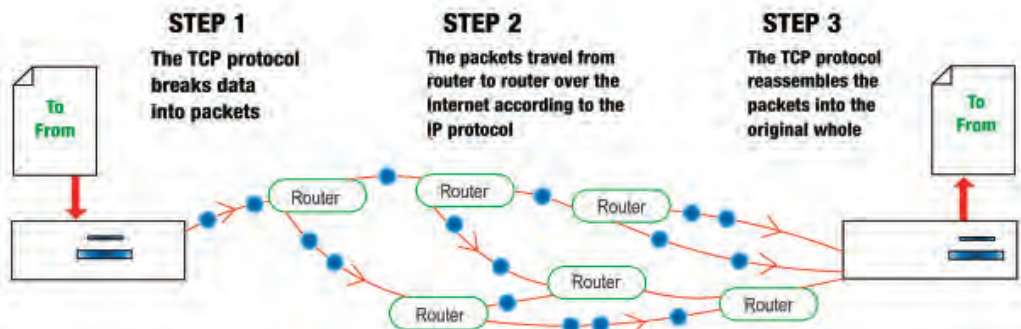 STEP 1
The TCP protocol
breaks data
into packets
STEP 2
The packets travel from
router to router over the
Internet according to the
IP protocol
STEP 3
The TCP protocol
reassembles the
packets into the
original whole
To
From
To
From
Router
Router
Router
Router
Router
Router